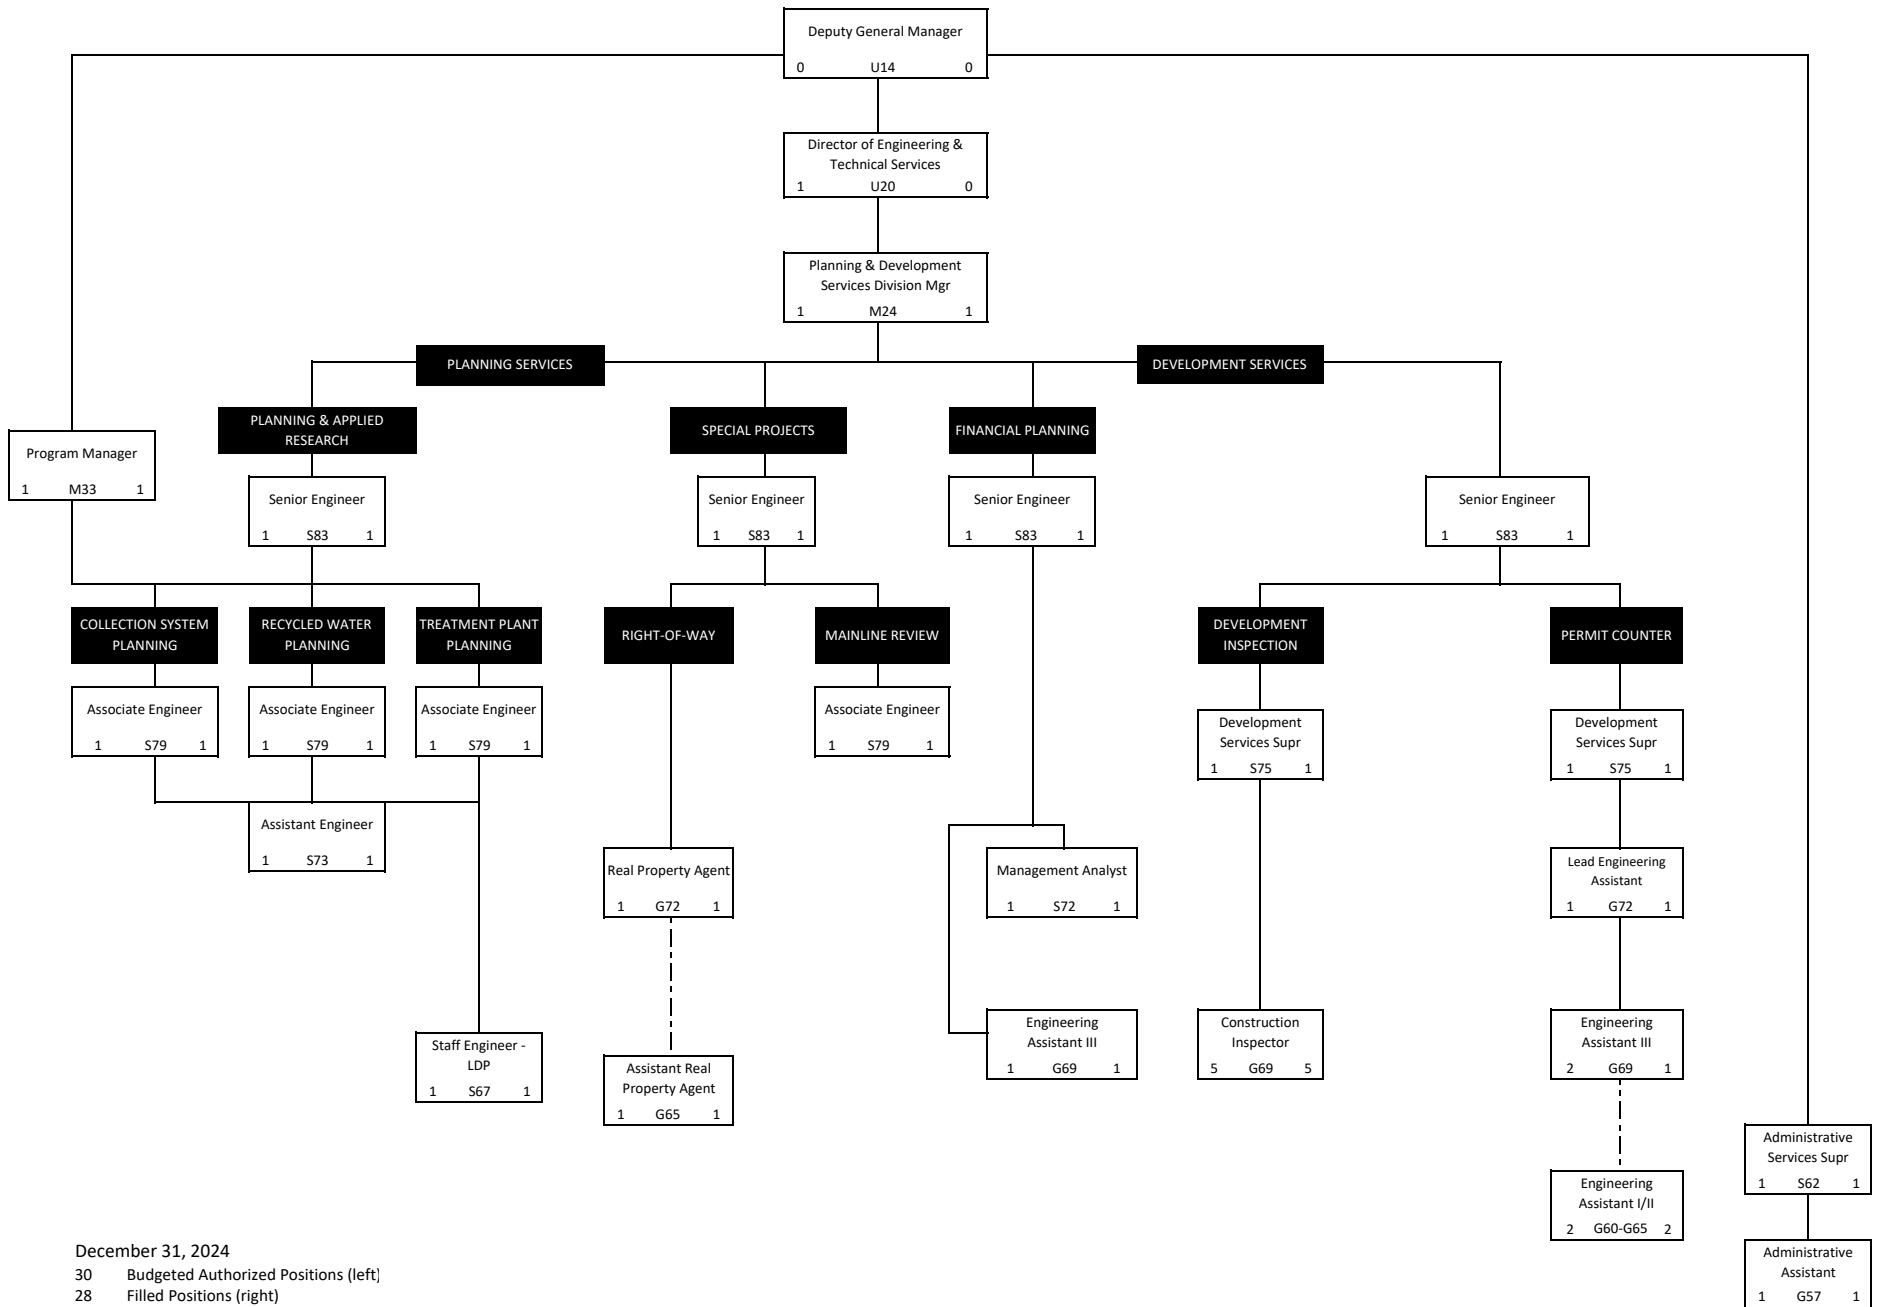 Deputy General Manager
0 U14 0
Director of Engineering &
Technical Services
1 U20 0
Planning & Development
Services Division Mgr
1 M24 1
PLANNING SERVICES
DEVELOPMENT SERVICES
Program Manager
1 M33 1
PLANNING & APPLIED
RESEARCH
Senior Engineer
1 S83 1
SPECIAL PROJECTS
Senior Engineer
1 S83 1
FINANCIAL PLANNING
Senior Engineer
1 S83 1
Senior Engineer
1 S83 1
COLLECTION SYSTEM
PLANNING
Associate Engineer
1 S79 1
RECYCLED WATER
PLANNING
Associate Engineer
1 S79 1
TREATMENT PLANT
PLANNING
Associate Engineer
1 S79 1
Assistant Engineer
1 S73 1
Staff Engineer -
LDP
1 S67 1
RIGHT-OF-WAY
Real Property Agent
1 G72 1
Assistant Real
Property Agent
1 G65 1
MAINLINE REVIEW
Associate Engineer
1 S79 1
Management Analyst
1 S72 1
Engineering
Assistant III
1 G69 1
DEVELOPMENT
INSPECTION
Development
Services Supr
1 S75 1
Construction
Inspector
5 G69 5
PERMIT COUNTER
Development
Services Supr
1 S75 1
Lead Engineering
Assistant
1 G72 1
Engineering
Assistant III
2 G69 1
Engineering
Assistant I/II
2 G60-G65 2
Administrative
Services Supr
1 S62 1
Administrative
Assistant
1 G57 1
December 31, 2024
30 Budgeted Authorized Positions (left)
28 Filled Positions (right)